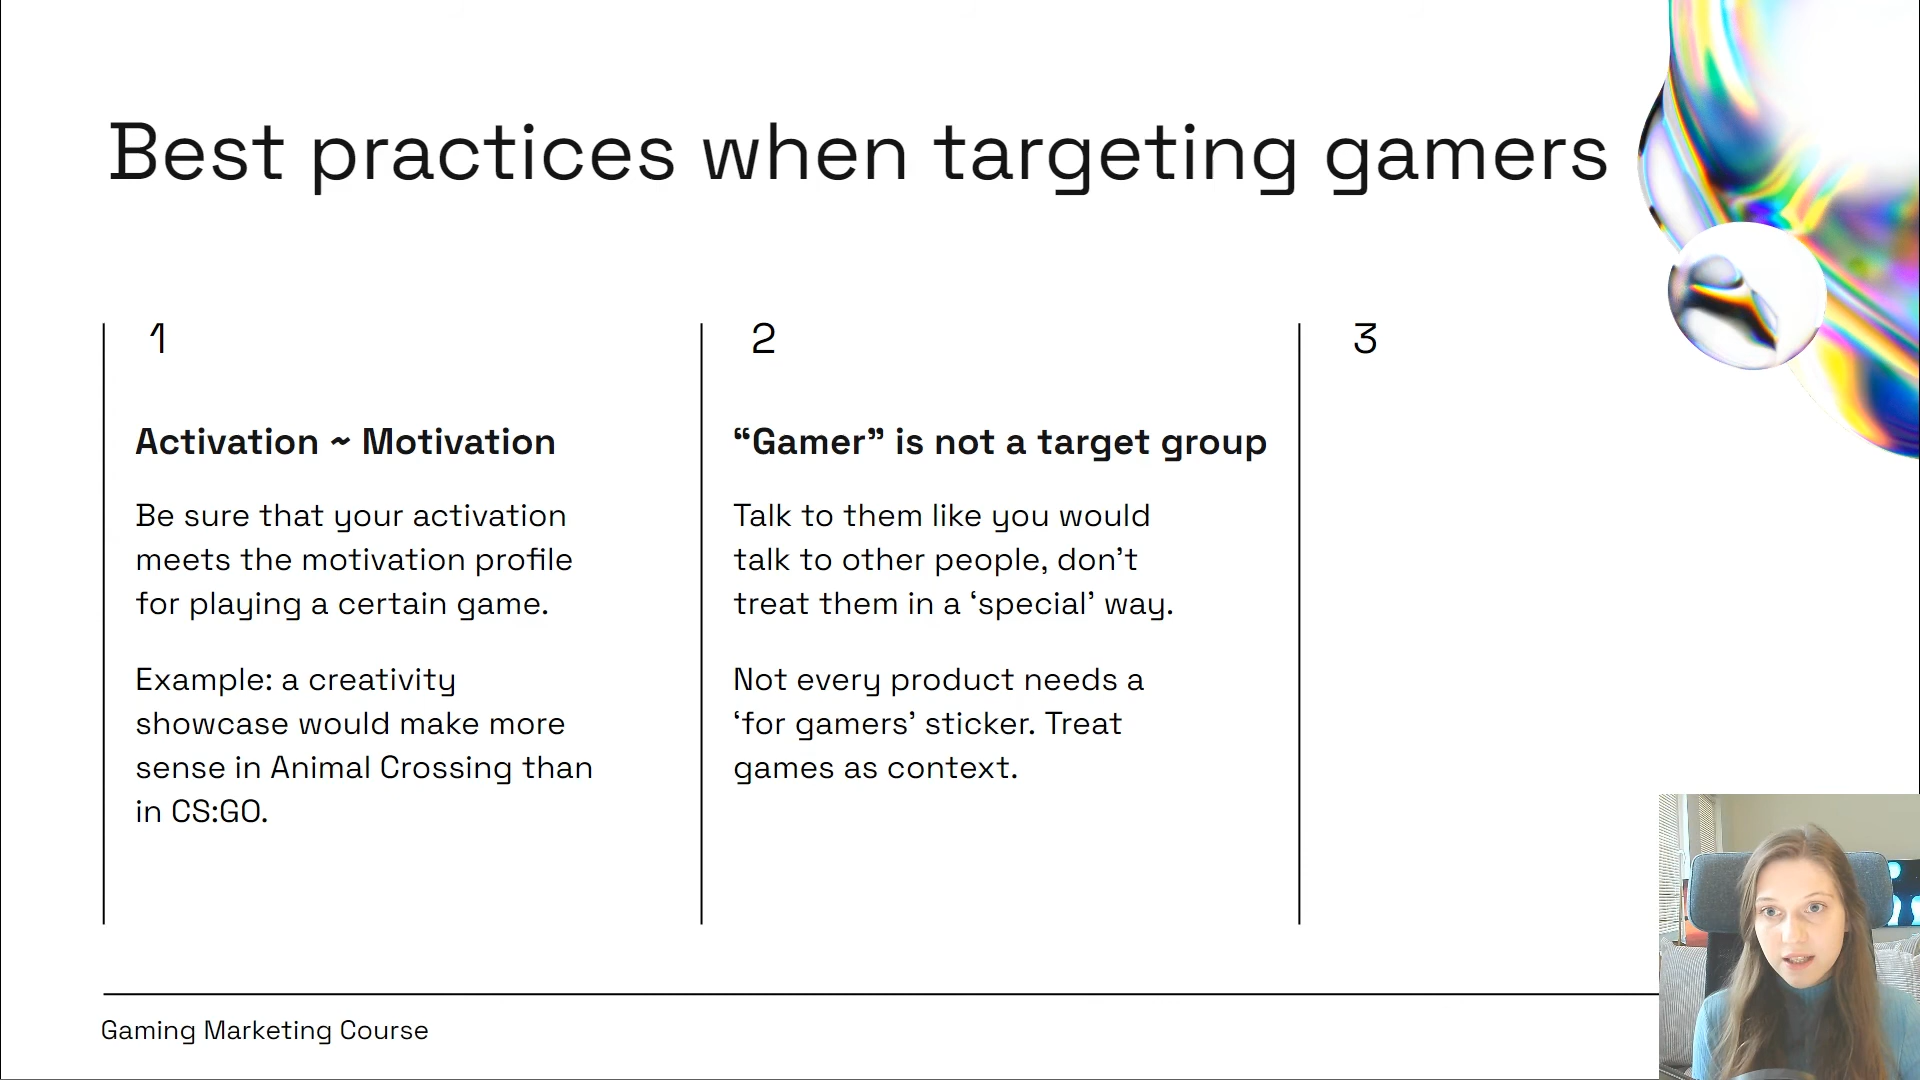 Best practices when targeting gamers
1
Activation ~ Motivation
Be sure that your activation
meets the motivation profile
for playing a certain game.
Example: a creativity
showcase would make more
sense in Animal Crossing than
in CS:GO.
2
“Gamer” is not a target group
Talk to them like you would
talk to other people, don’t
treat them in a ‘special’ way.
Not every product needs a
‘for gamers’ sticker. Treat
games as context.
3
Gaming Marketing Course